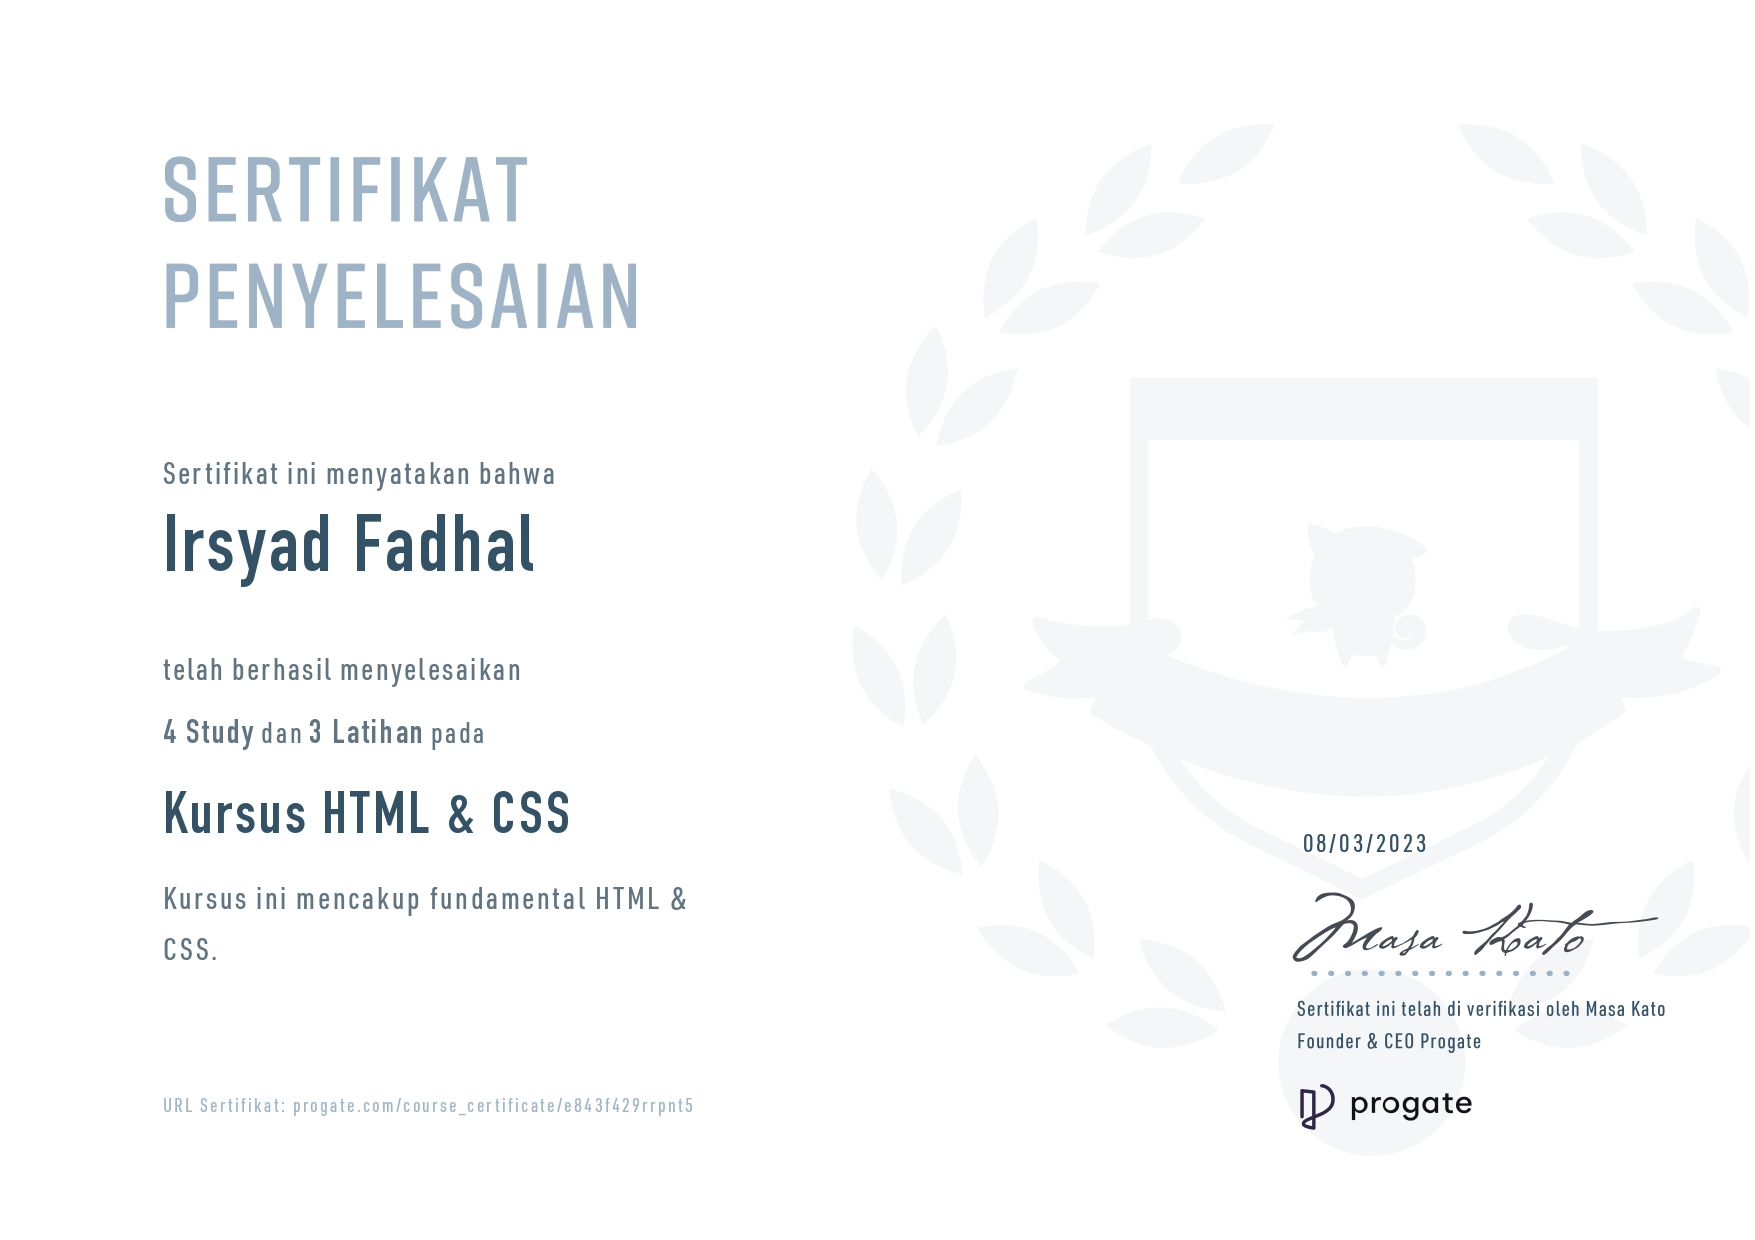 SERTIFIKAT
PENYELESAIAN
Sertifikat ini menyatakan bahwa
Irsyad Fadhal
telah berhasil menyelesaikan
4 Study dan 3 Latihan pada
Kursus HTML & CSS
Kursus ini mencakup fundamental HTML &
CSS.
URL Sertifikat: progate.com/course_certificate/e843f429rrpnt5
08/03/2023
Masa Kato
Sertifikat ini telah di verifikasi oleh Masa Kato
Founder & CEO Progate
progate